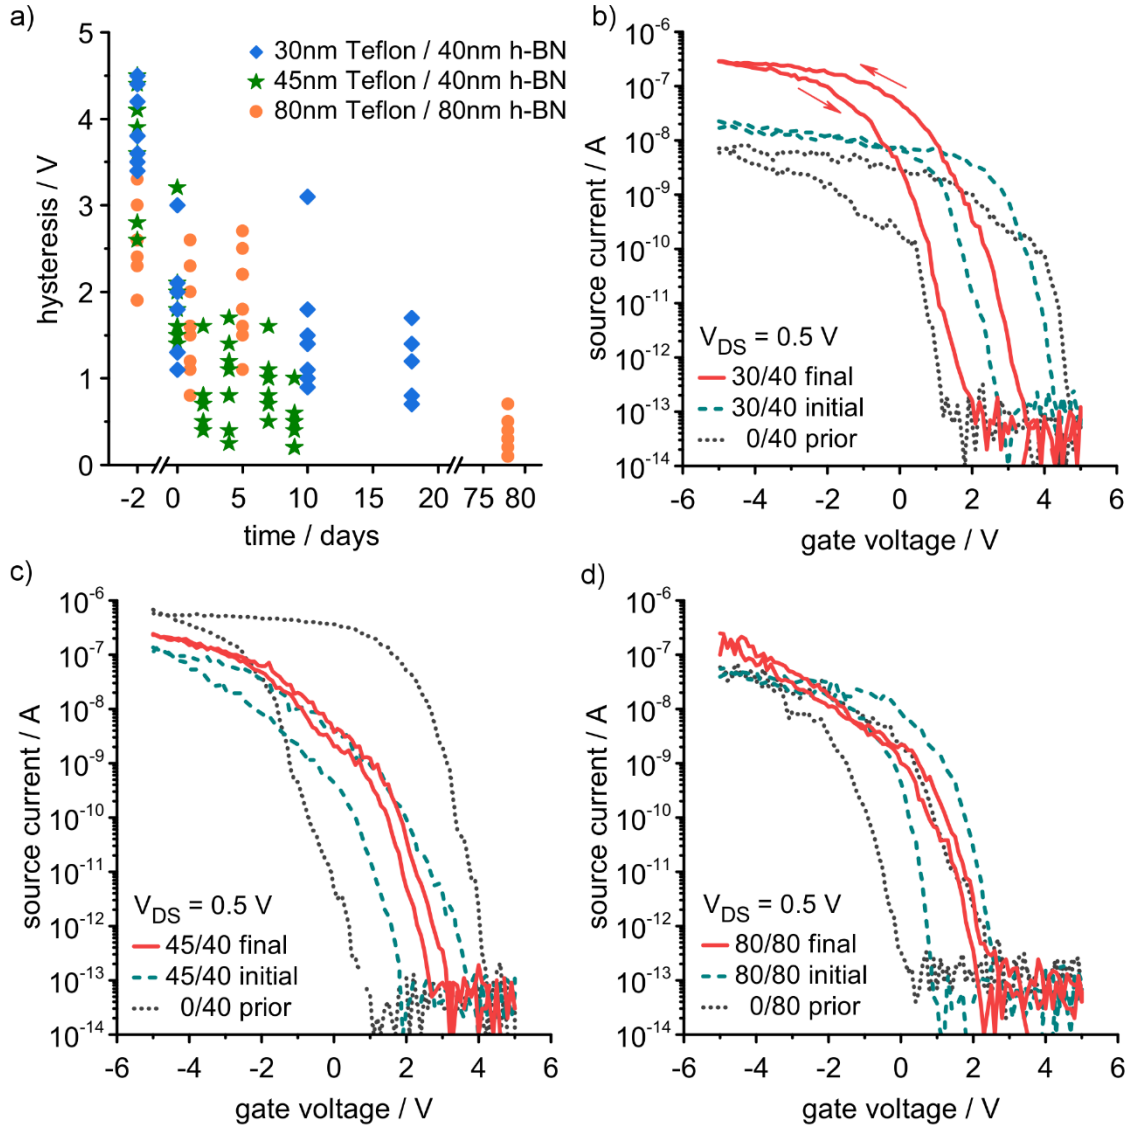 a)
5
4
3
2
1
0
hysteresis / V
30nm Teflon / 40nm h-BN
45nm Teflon / 40nm h-BN
80nm Teflon / 80nm h-BN
-2 0 5 10 15 20 75 80
time / days
b)
10⁻⁶
10⁻⁷
10⁻⁸
10⁻⁹
10⁻¹⁰
10⁻¹¹
10⁻¹²
10⁻¹³
10⁻¹⁴
source current / A
V_DS = 0.5 V
30/40 final
30/40 initial
0/40 prior
-6 -4 -2 0 2 4 6
gate voltage / V
c)
10⁻⁶
10⁻⁷
10⁻⁸
10⁻⁹
10⁻¹⁰
10⁻¹¹
10⁻¹²
10⁻¹³
10⁻¹⁴
source current / A
V_DS = 0.5 V
45/40 final
45/40 initial
0/40 prior
-6 -4 -2 0 2 4 6
gate voltage / V
d)
10⁻⁶
10⁻⁷
10⁻⁸
10⁻⁹
10⁻¹⁰
10⁻¹¹
10⁻¹²
10⁻¹³
10⁻¹⁴
source current / A
V_DS = 0.5 V
80/80 final
80/80 initial
0/80 prior
-6 -4 -2 0 2 4 6
gate voltage / V